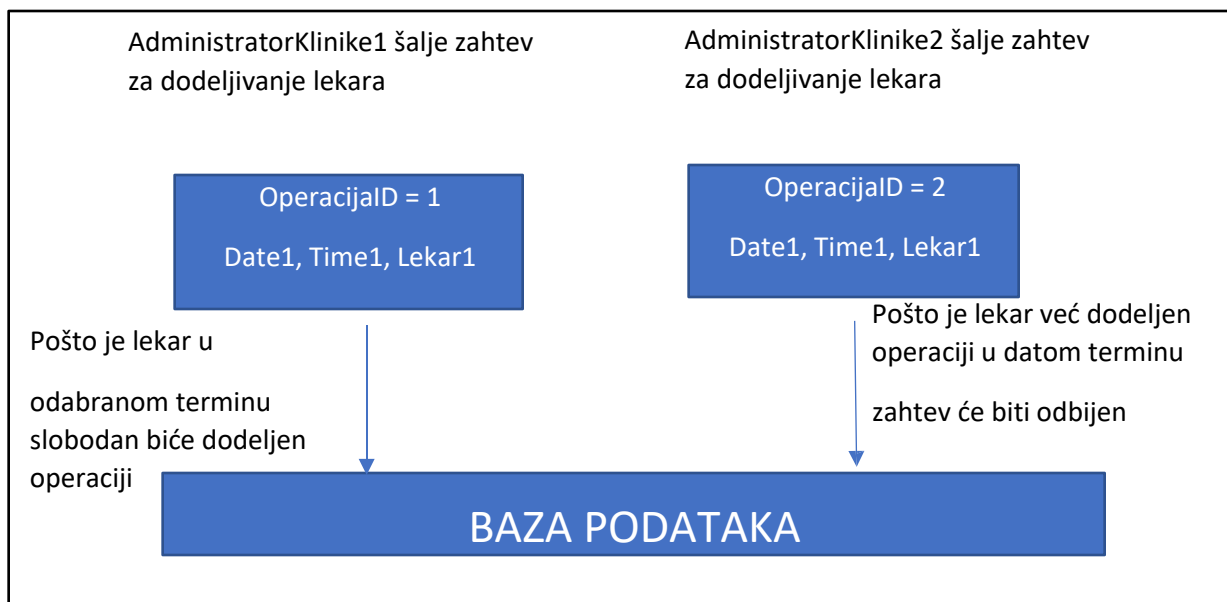 AdministratorKlinike1 šalje zahtev
za dodeljivanje lekara
AdministratorKlinike2 šalje zahtev
za dodeljivanje lekara
OperacijaID = 1
Date1, Time1, Lekar1
OperacijaID = 2
Date1, Time1, Lekar1
Pošto je lekar u
odabranom terminu
slobodan biće dodeljen
operaciji
Pošto je lekar već dodeljen
operaciji u datom terminu
zahtev će biti odbijen
BAZA PODATAKA